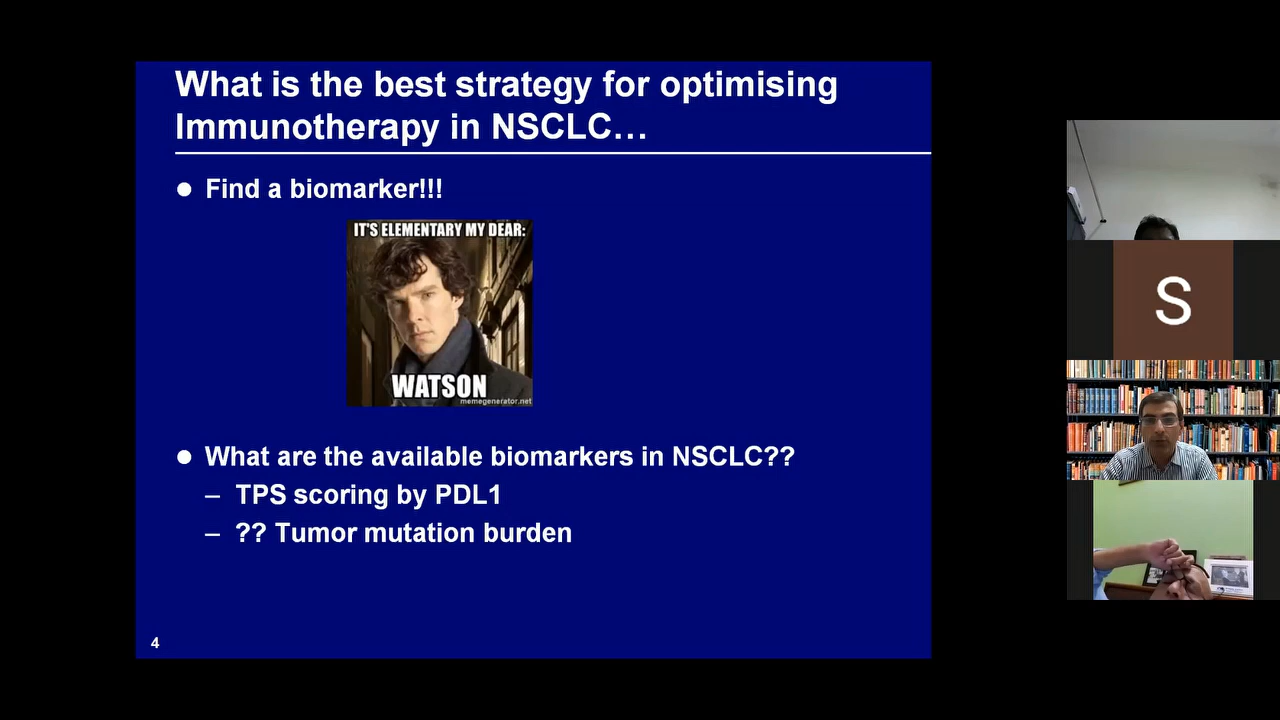 What is the best strategy for optimising
Immunotherapy in NSCLC…
● Find a biomarker!!!
IT'S ELEMENTARY MY DEAR:
WATSON
memegenerator.net
● What are the available biomarkers in NSCLC??
– TPS scoring by PDL1
– ?? Tumor mutation burden
4
S